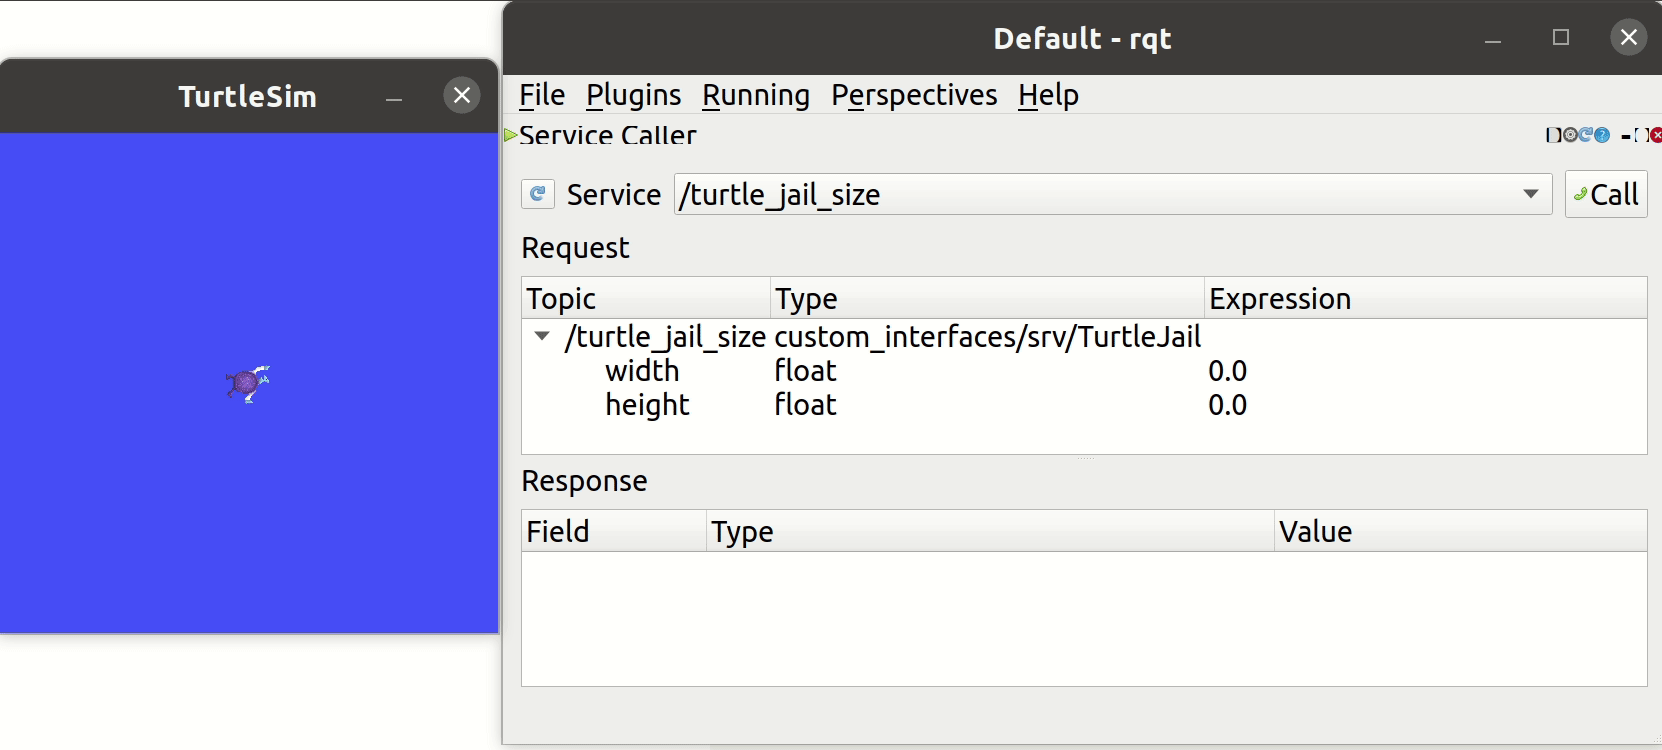 TurtleSim
Default - rqt
File Plugins Running Perspectives Help
Service Caller
Service /turtle_jail_size Call
Request
Topic Type Expression
/turtle_jail_size custom_interfaces/srv/TurtleJail
width float 0.0
height float 0.0
Response
Field Type Value